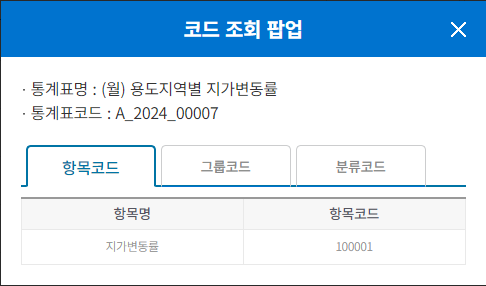 코드 조회 팝업
· 통계표명 : (월) 용도지역별 지가변동률
· 통계표코드 : A_2024_00007
항목코드 그룹코드 분류코드
항목명 항목코드
지가변동률 100001